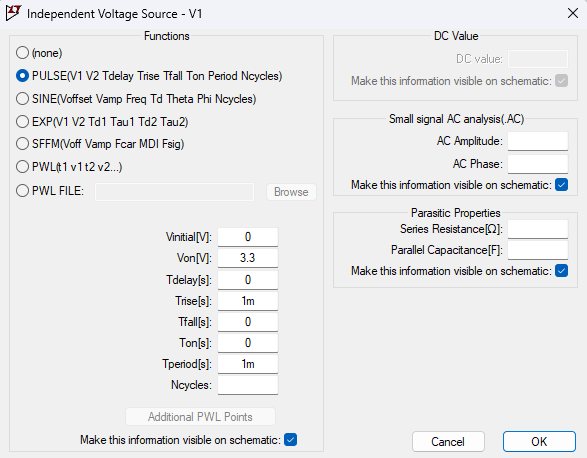 Independent Voltage Source - V1
Functions
(none)
PULSE(V1 V2 Tdelay Trise Tfall Ton Period Ncycles)
SINE(Voffset Vamp Freq Td Theta Phi Ncycles)
EXP(V1 V2 Td1 Tau1 Td2 Tau2)
SFFM(Voff Vamp Fcar MDI Fsig)
PWL(t1 v1 t2 v2...)
PWL FILE: Browse
Vinitial[V]: 0
Von[V]: 3.3
Tdelay[s]: 0
Trise[s]: 1m
Tfall[s]: 0
Ton[s]: 0
Tperiod[s]: 1m
Ncycles:
Additional PWL Points
Make this information visible on schematic:
DC Value
DC value:
Make this information visible on schematic:
Small signal AC analysis(.AC)
AC Amplitude:
AC Phase:
Make this information visible on schematic:
Parasitic Properties
Series Resistance[Ω]:
Parallel Capacitance[F]:
Make this information visible on schematic:
Cancel OK